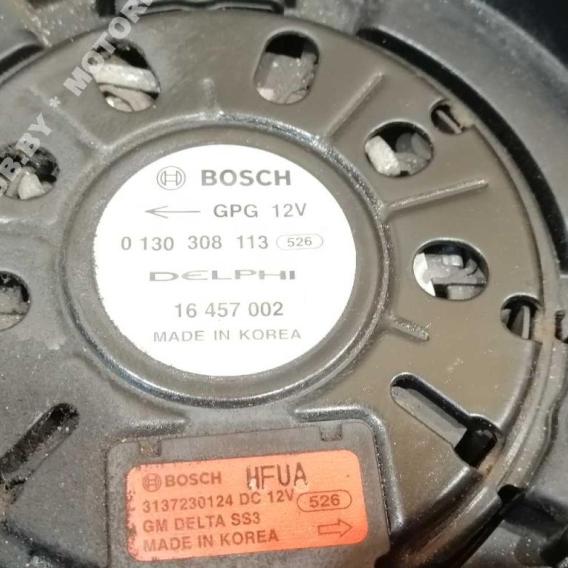 BOSCH
← GPG 12V
0 130 308 113 526
DELPHI
16 457 002
MADE IN KOREA
BOSCH HFUA
3137230124 DC 12V 526
GM DELTA SS3
MADE IN KOREA